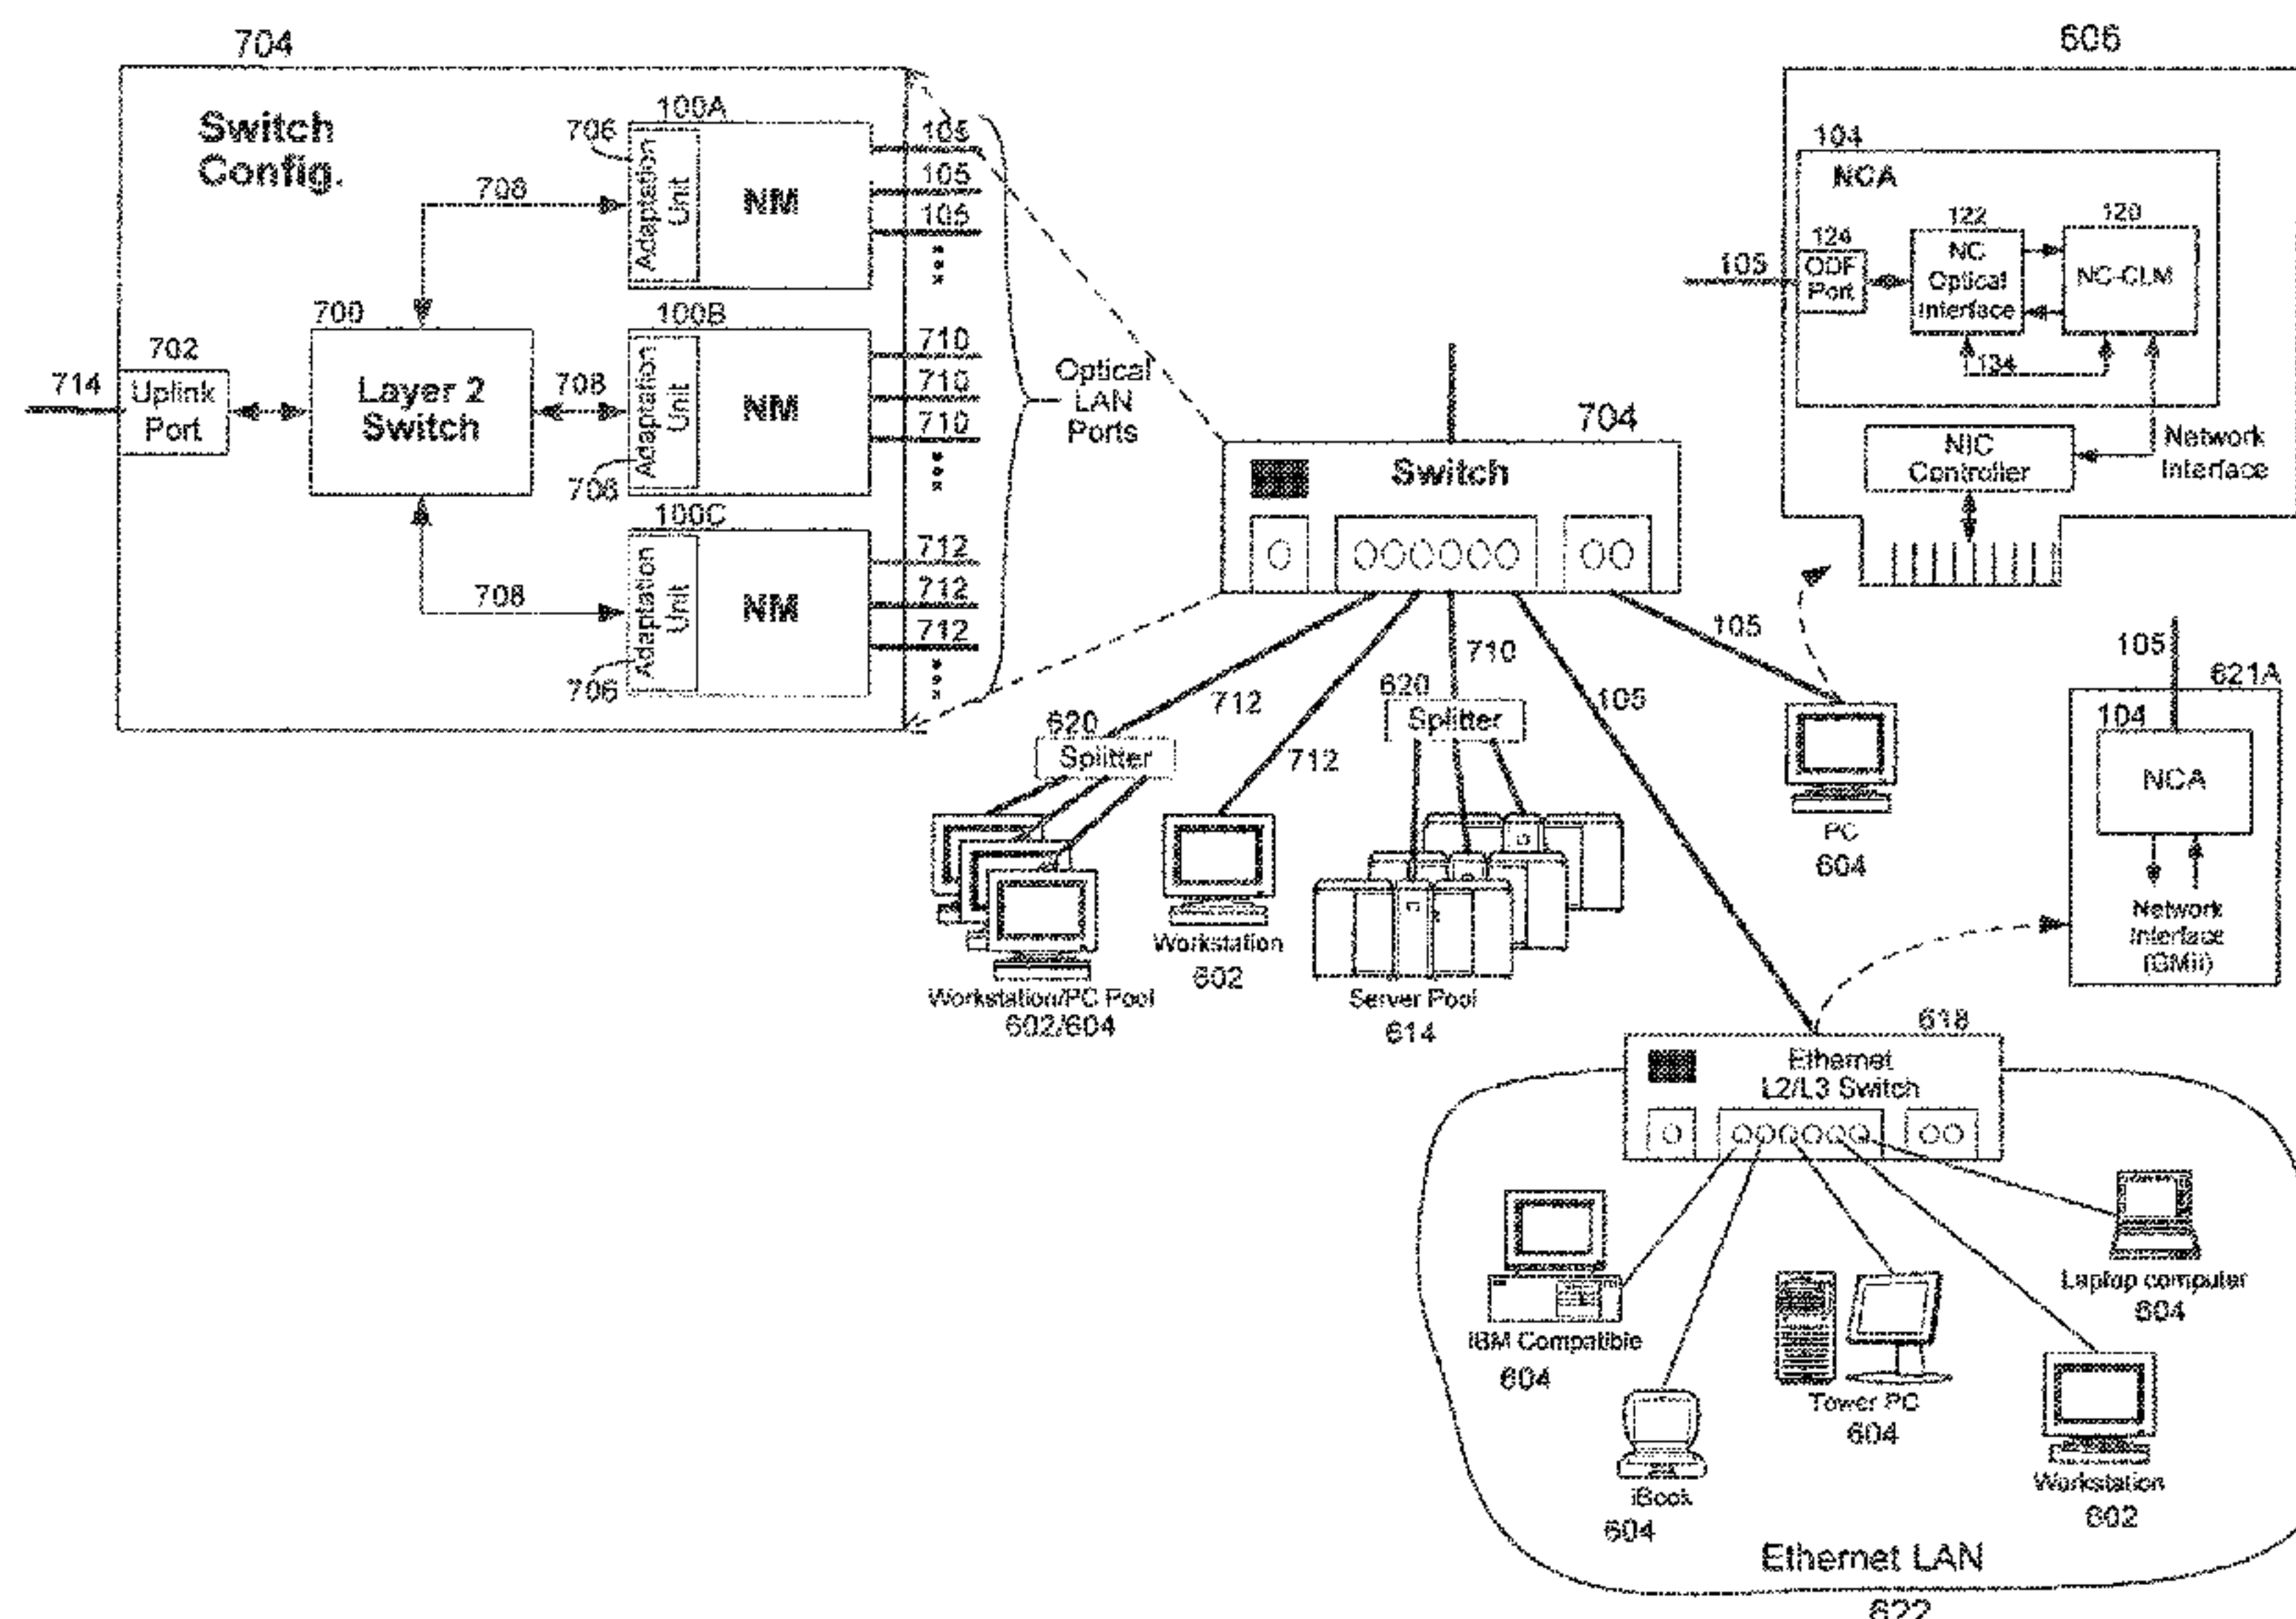 704
Switch
Config.
714
702
Uplink
Port
700
Layer 2
Switch
708
708
708
706
100A
Adaptation
Unit
NM
105
105
105
100B
Adaptation
Unit
706
NM
710
710
710
100C
Adaptation
Unit
706
NM
712
712
712
Optical
LAN
Ports
704
Switch
712
712
710
105
105
620
Splitter
620
Splitter
Workstation/PC Pool
602/604
Workstation
602
Server Pool
614
PC
604
606
104
NCA
105
124
ODF
Port
122
NC
Optical
Interface
120
NC-CLM
134
NIC
Controller
Network
Interface
105
621A
104
NCA
Network
Interface
(GMII)
618
Ethernet
L2/L3 Switch
IBM Compatible
604
iBook
604
Tower PC
604
Laptop computer
604
Workstation
602
Ethernet LAN
622